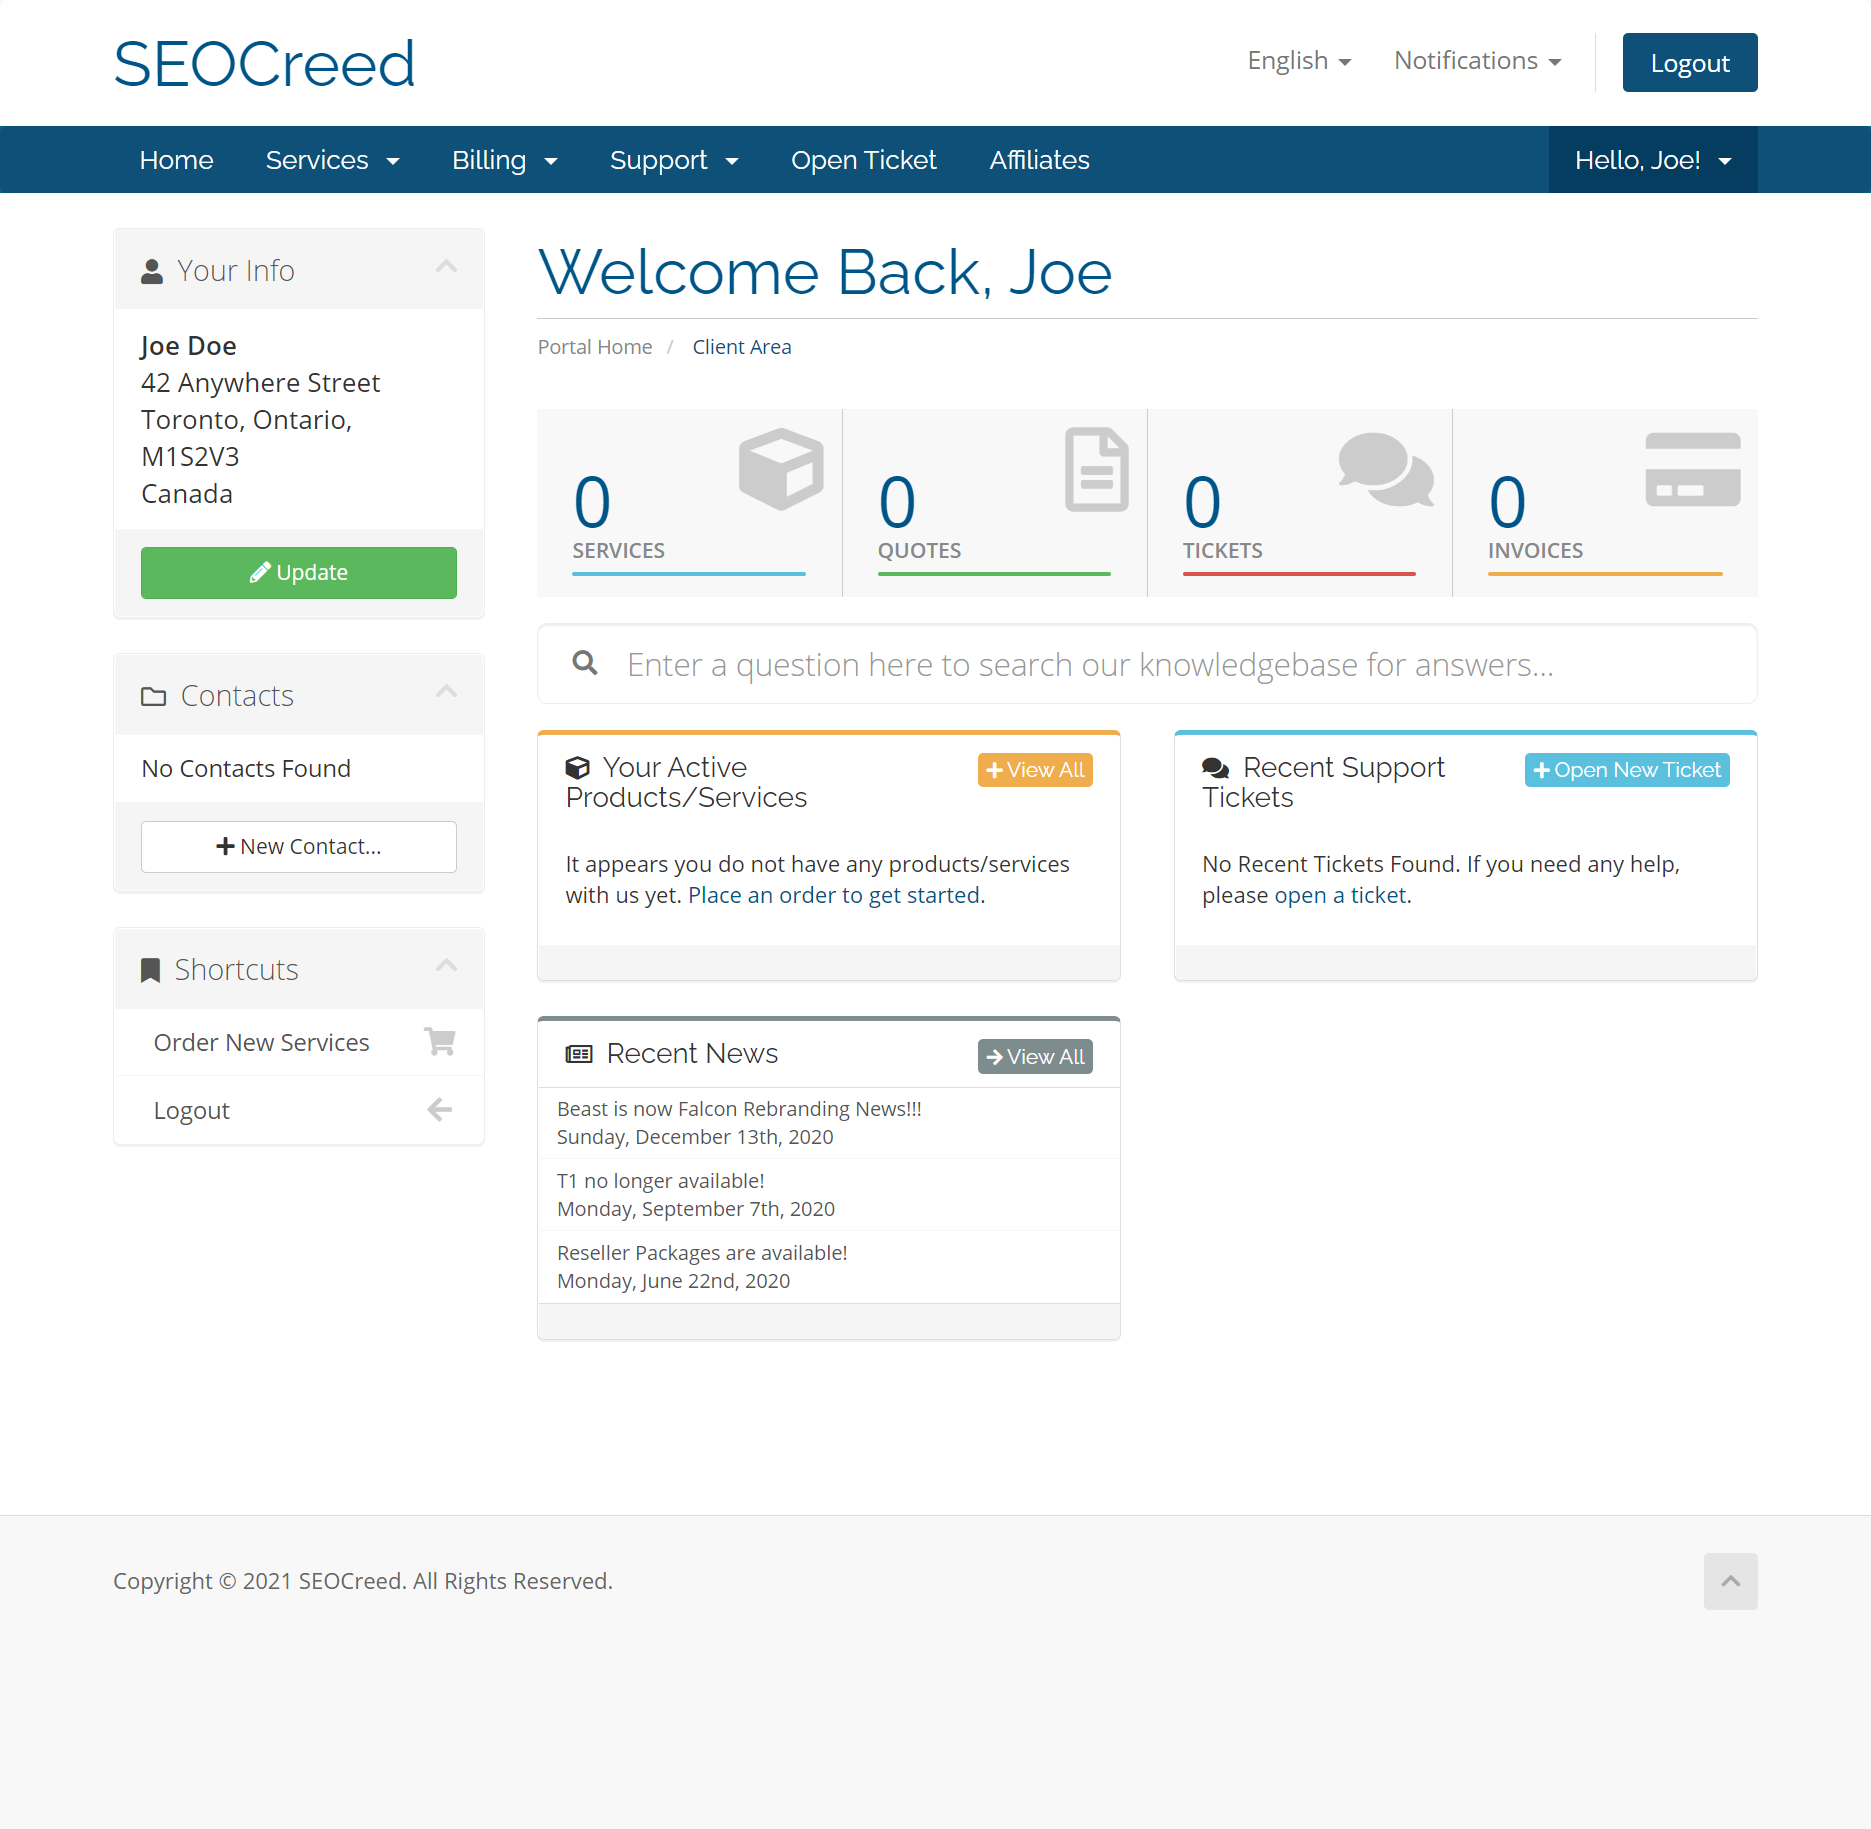 SEOCreed
English
Notifications
Logout
Home
Services
Billing
Support
Open Ticket
Affiliates
Hello, Joe!
Your Info
Joe Doe
42 Anywhere Street
Toronto, Ontario,
M1S2V3
Canada
Update
Contacts
No Contacts Found
New Contact...
Shortcuts
Order New Services
Logout
Welcome Back, Joe
Portal Home / Client Area
0
SERVICES
0
QUOTES
0
TICKETS
0
INVOICES
Enter a question here to search our knowledgebase for answers...
Your Active
Products/Services
View All
It appears you do not have any products/services
with us yet. Place an order to get started.
Recent Support
Tickets
Open New Ticket
No Recent Tickets Found. If you need any help,
please open a ticket.
Recent News
View All
Beast is now Falcon Rebranding News!!!
Sunday, December 13th, 2020
T1 no longer available!
Monday, September 7th, 2020
Reseller Packages are available!
Monday, June 22nd, 2020
Copyright © 2021 SEOCreed. All Rights Reserved.